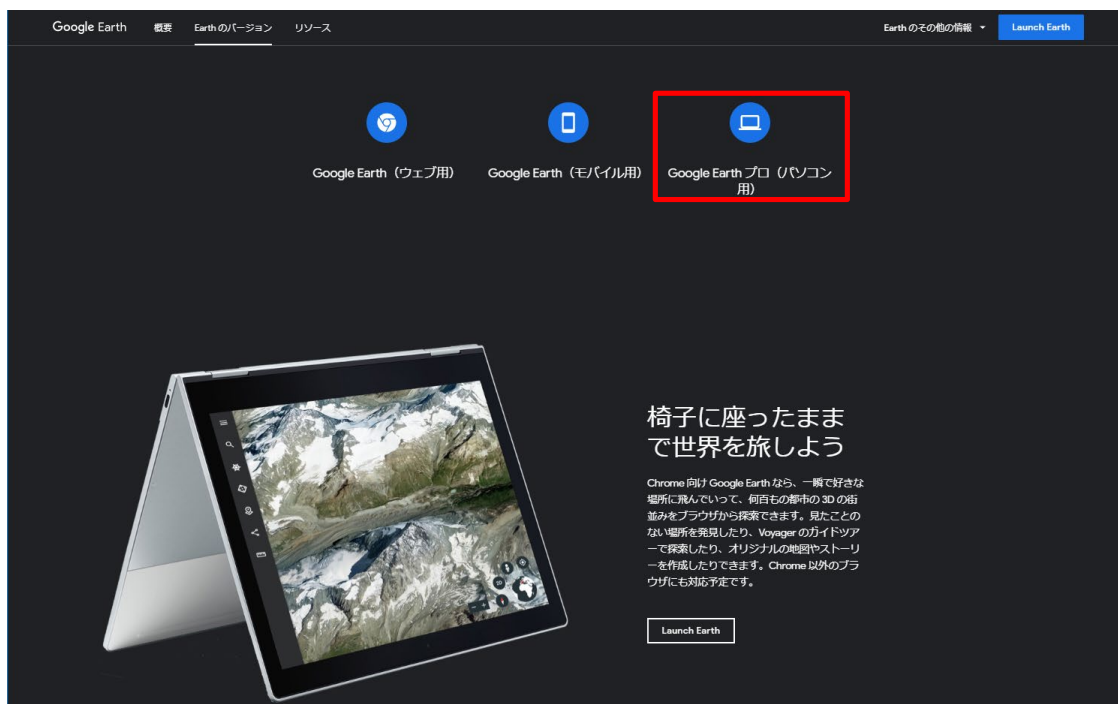 Google Earth 概要 Earth のバージョン リソース Earth のその他の情報 Launch Earth
Google Earth（ウェブ用） Google Earth（モバイル用） Google Earth プロ（パソコン
用）
椅子に座ったまま
で世界を旅しよう
Chrome 向け Google Earth なら、一瞬で好きな
場所に飛んでいって、何百もの都市の 3D の街
並みをブラウザから探索できます。見たことの
ない場所を発見したり、Voyager のガイドツア
ーで探索したり、オリジナルの地図やストーリ
ーを作成したりできます。Chrome 以外のブラ
ウザにも対応予定です。
Launch Earth